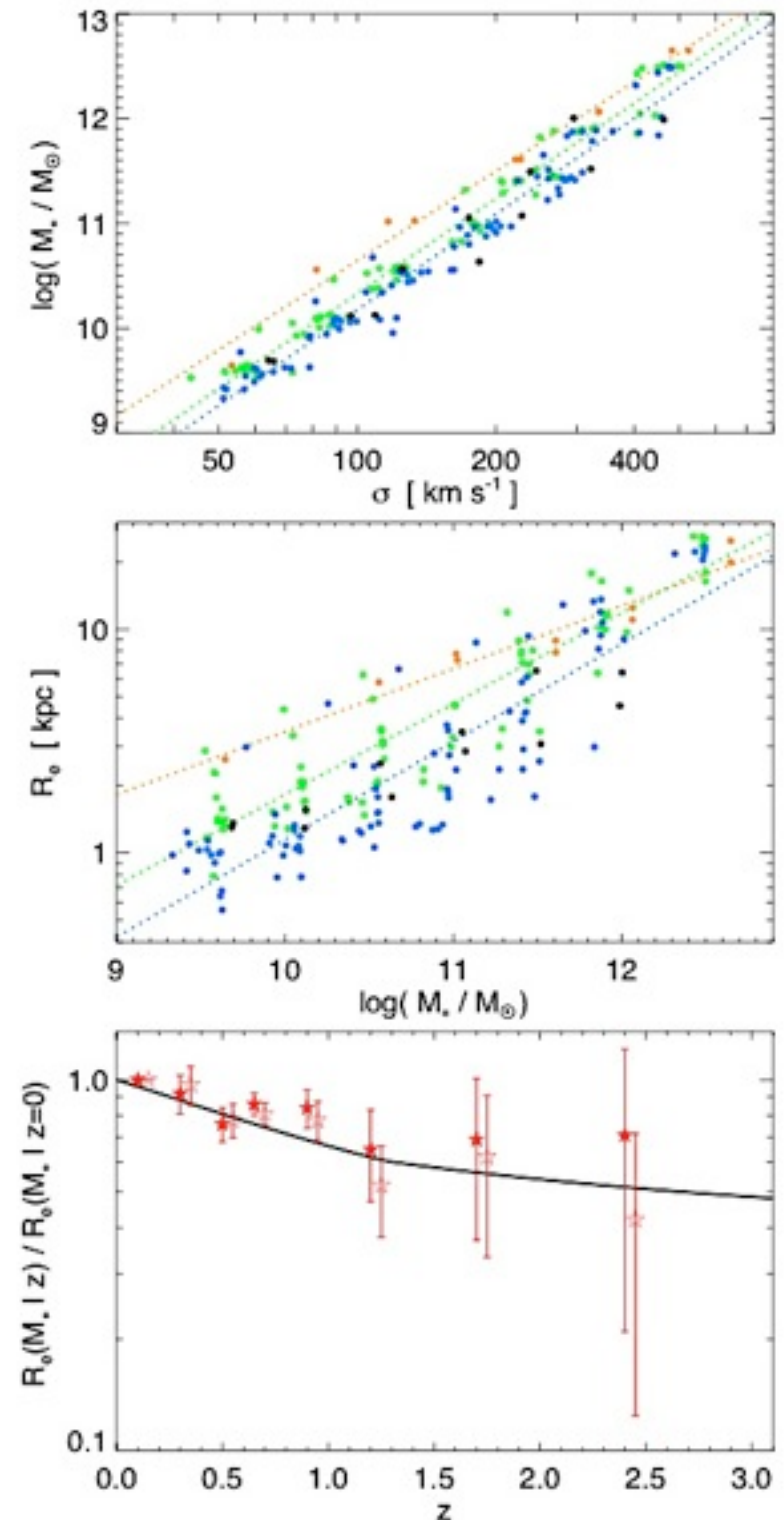 13
12
11
10
9
log( M* / M☉)
50 100 200 400
σ [ km s⁻¹ ]
10
1
Re [ kpc ]
9 10 11 12
log( M* / M☉)
1.0
0.1
Re(M* | z) / Re(M* | z=0)
0.0 0.5 1.0 1.5 2.0 2.5 3.0
z